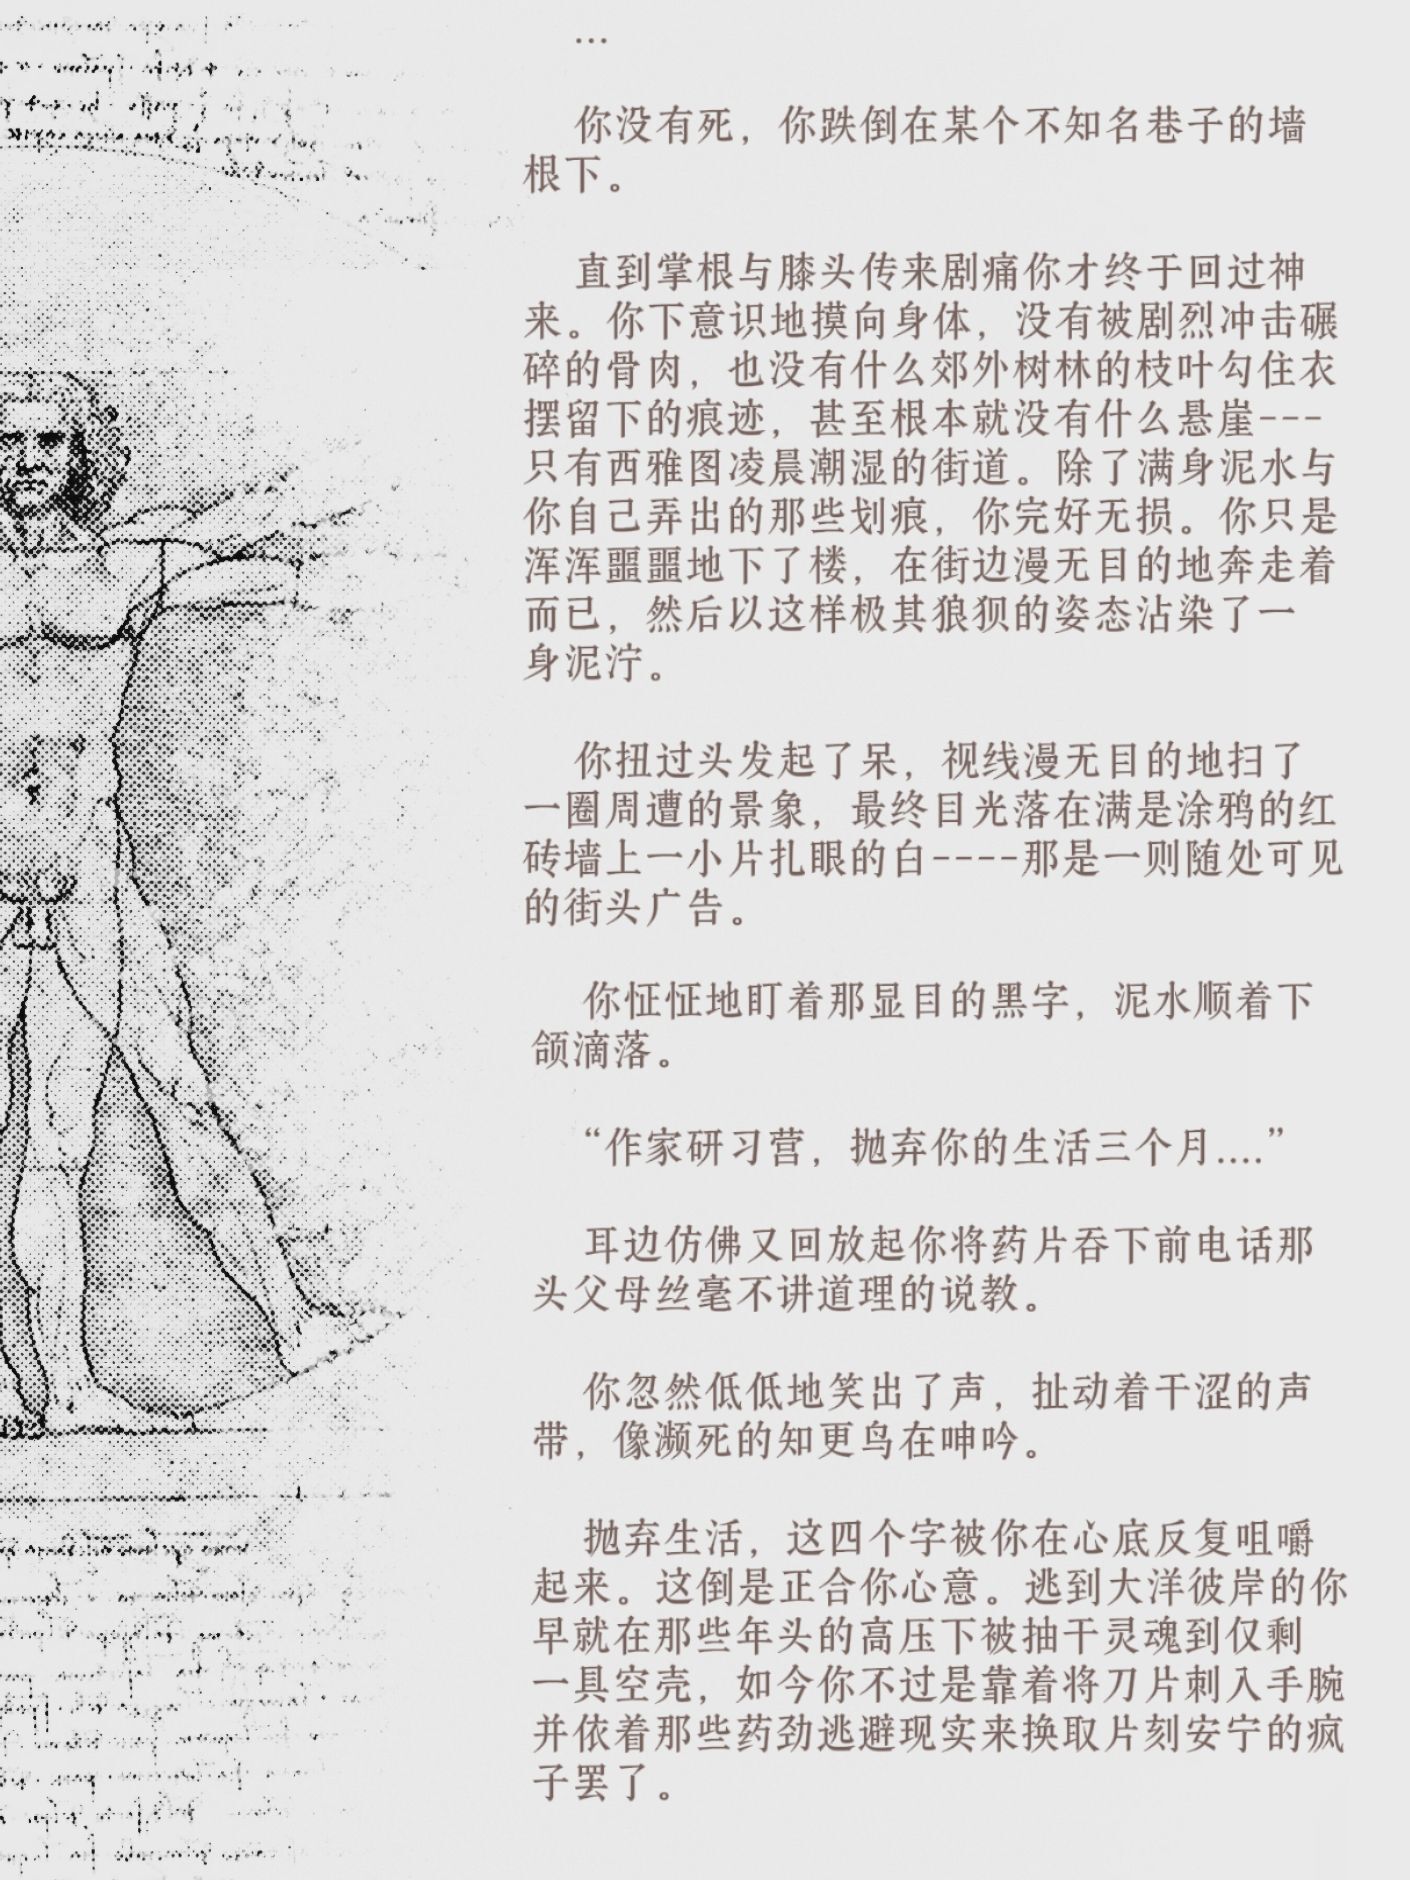 ...
你没有死，你跌倒在某个不知名巷子的墙
根下。
直到掌根与膝头传来剧痛你才终于回过神
来。你下意识地摸向身体，没有被剧烈冲击碾
碎的骨肉，也没有什么郊外树林的枝叶勾住衣
摆留下的痕迹，甚至根本就没有什么悬崖---
只有西雅图凌晨潮湿的街道。除了满身泥水与
你自己弄出的那些划痕，你完好无损。你只是
浑浑噩噩地下了楼，在街边漫无目的地奔走着
而已，然后以这样极其狼狈的姿态沾染了一
身泥泞。
你扭过头发起了呆，视线漫无目的地扫了
一圈周遭的景象，最终目光落在满是涂鸦的红
砖墙上一小片扎眼的白----那是一则随处可见
的街头广告。
你怔怔地盯着那显目的黑字，泥水顺着下
颌滴落。
“作家研习营，抛弃你的生活三个月....”
耳边仿佛又回放起你将药片吞下前电话那
头父母丝毫不讲道理的说教。
你忽然低低地笑出了声，扯动着干涩的声
带，像濒死的知更鸟在呻吟。
抛弃生活，这四个字被你在心底反复咀嚼
起来。这倒是正合你心意。逃到大洋彼岸的你
早就在那些年头的高压下被抽干灵魂到仅剩
一具空壳，如今你不过是靠着将刀片刺入手腕
并依着那些药劲逃避现实来换取片刻安宁的疯
子罢了。